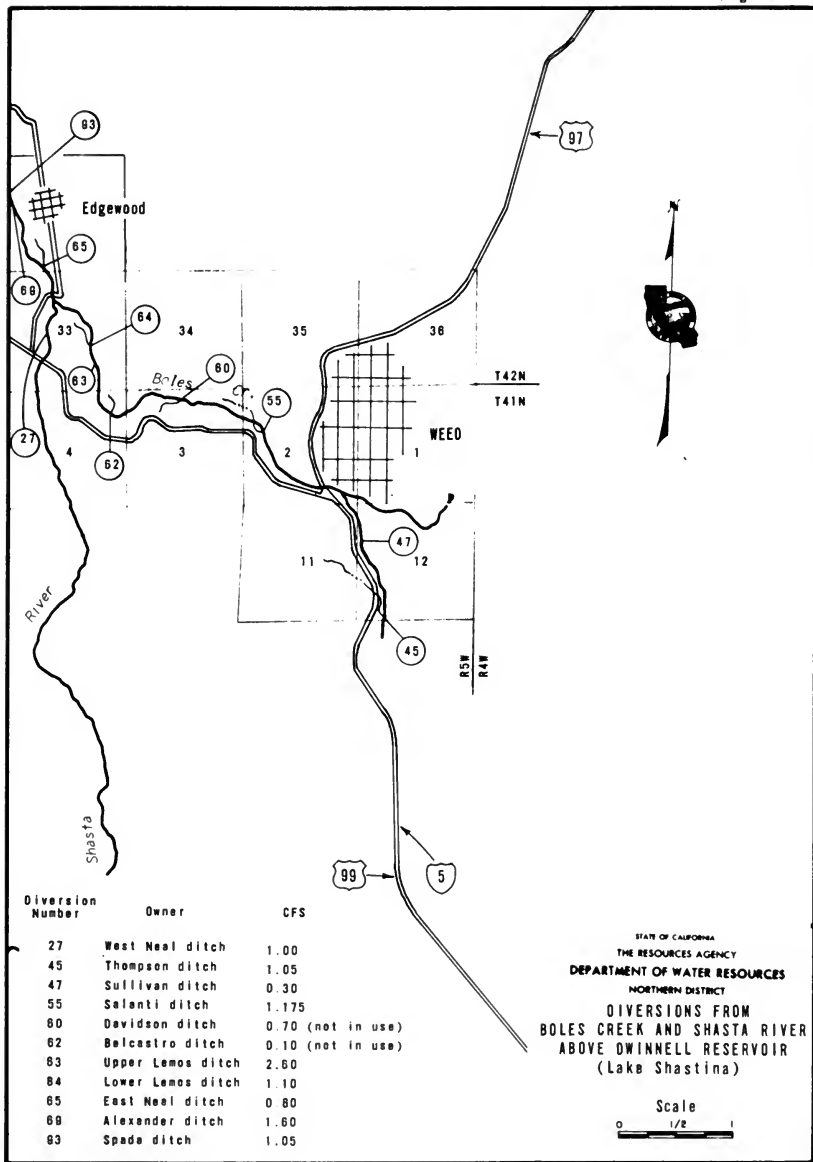 93
97
N
Edgewood
65
69
33
64
34
35
36
63
Boles
60
Cr.
55
T42N
T41N
WEED
27
4
62
3
2
1
47
11
12
River
45
R5W
R4W
Shasta
99
5
Diversion Number Owner CFS
27 West Neal ditch 1.00
45 Thompson ditch 1.05
47 Sullivan ditch 0.30
55 Salanti ditch 1.175
60 Davidson ditch 0.70 (not in use)
62 Belcastro ditch 0.10 (not in use)
63 Upper Lemos ditch 2.60
64 Lower Lemos ditch 1.10
65 East Neal ditch 0.80
69 Alexander ditch 1.60
93 Spada ditch 1.05
STATE OF CALIFORNIA
THE RESOURCES AGENCY
DEPARTMENT OF WATER RESOURCES
NORTHERN DISTRICT
DIVERSIONS FROM
BOLES CREEK AND SHASTA RIVER
ABOVE DWINNELL RESERVOIR
(Lake Shastina)
Scale
0 1/2 1